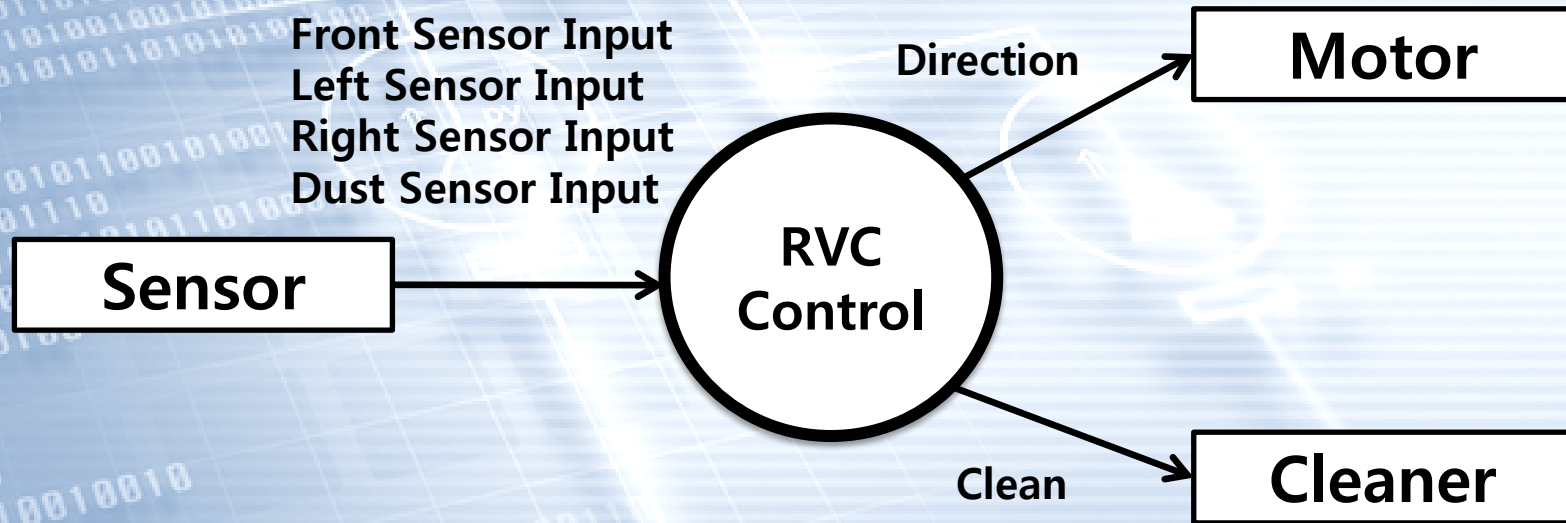 Front Sensor Input
Left Sensor Input
Right Sensor Input
Dust Sensor Input
Direction
Motor
Sensor
RVC
Control
Clean
Cleaner